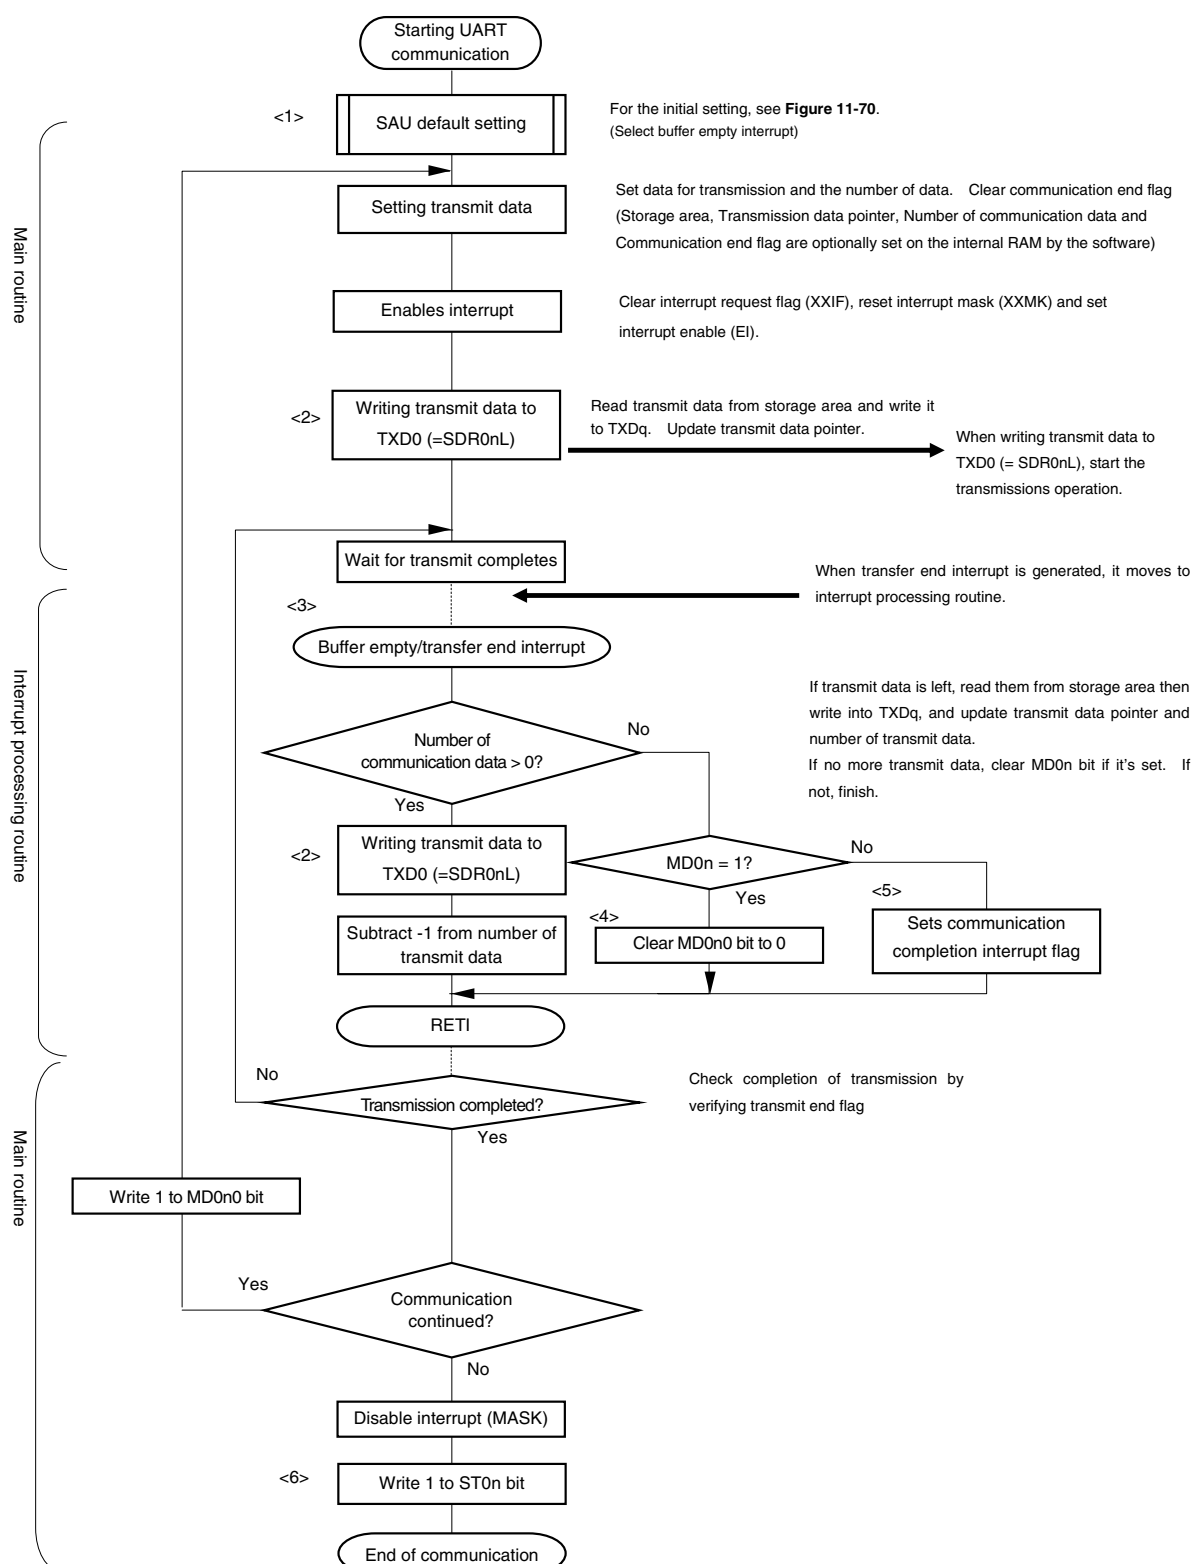 Starting UART
communication
<1>
SAU default setting
For the initial setting, see Figure 11-70.
(Select buffer empty interrupt)
Main routine
Setting transmit data
Set data for transmission and the number of data. Clear communication end flag
(Storage area, Transmission data pointer, Number of communication data and
Communication end flag are optionally set on the internal RAM by the software)
Enables interrupt
Clear interrupt request flag (XXIF), reset interrupt mask (XXMK) and set
interrupt enable (EI).
<2>
Writing transmit data to
TXD0 (=SDR0nL)
Read transmit data from storage area and write it
to TXDq. Update transmit data pointer.
When writing transmit data to
TXD0 (= SDR0nL), start the
transmissions operation.
Wait for transmit completes
When transfer end interrupt is generated, it moves to
interrupt processing routine.
<3>
Buffer empty/transfer end interrupt
Interrupt processing routine
If transmit data is left, read them from storage area then
write into TXDq, and update transmit data pointer and
number of transmit data.
If no more transmit data, clear MD0n bit if it's set. If
not, finish.
Number of
communication data > 0?
No
Yes
<2>
Writing transmit data to
TXD0 (=SDR0nL)
MD0n = 1?
No
Yes
<4>
<5>
Subtract -1 from number of
transmit data
Clear MD0n0 bit to 0
Sets communication
completion interrupt flag
RETI
No
Transmission completed?
Yes
Check completion of transmission by
verifying transmit end flag
Main routine
Write 1 to MD0n0 bit
Yes
Communication
continued?
No
Disable interrupt (MASK)
<6>
Write 1 to ST0n bit
End of communication